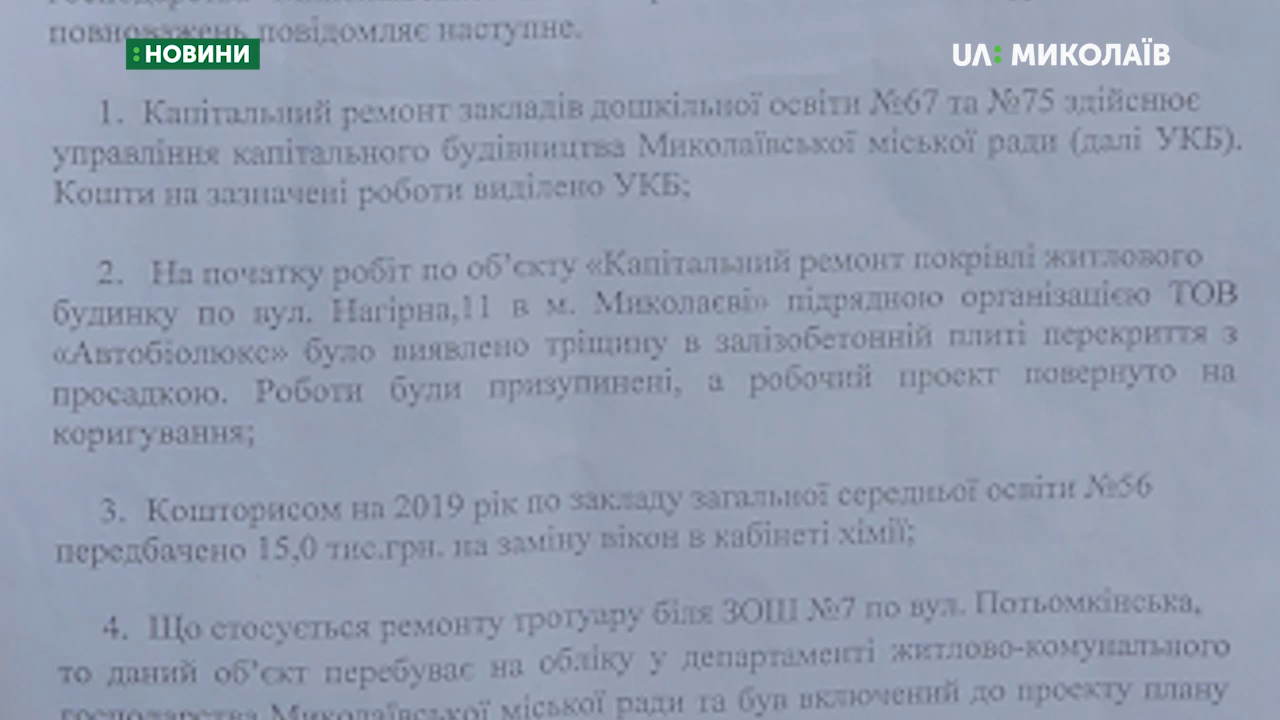 повноважень повідомляє наступне.
:НОВИНИ
UA: МИКОЛАЇВ
1. Капітальний ремонт закладів дошкільної освіти №67 та №75 здійснює
управління капітального будівництва Миколаївської міської ради (далі УКБ).
Кошти на зазначені роботи виділено УКБ;
2. На початку робіт по об’єкту «Капітальний ремонт покрівлі житлового
будинку по вул. Нагірна,11 в м. Миколаєві» підрядною організацією ТОВ
«Автобіолюкс» було виявлено тріщину в залізобетонній плиті перекриття з
просадкою. Роботи були призупинені, а робочий проект повернуто на
коригування;
3. Кошторисом на 2019 рік по закладу загальної середньої освіти №56
передбачено 15,0 тис.грн. на заміну вікон в кабінеті хімії;
4. Що стосується ремонту тротуару біля ЗОШ №7 по вул. Потьомкінська,
то даний об’єкт перебуває на обліку у департаменті житлово-комунального
господарства Миколаївської міської ради та був включений до проекту плану